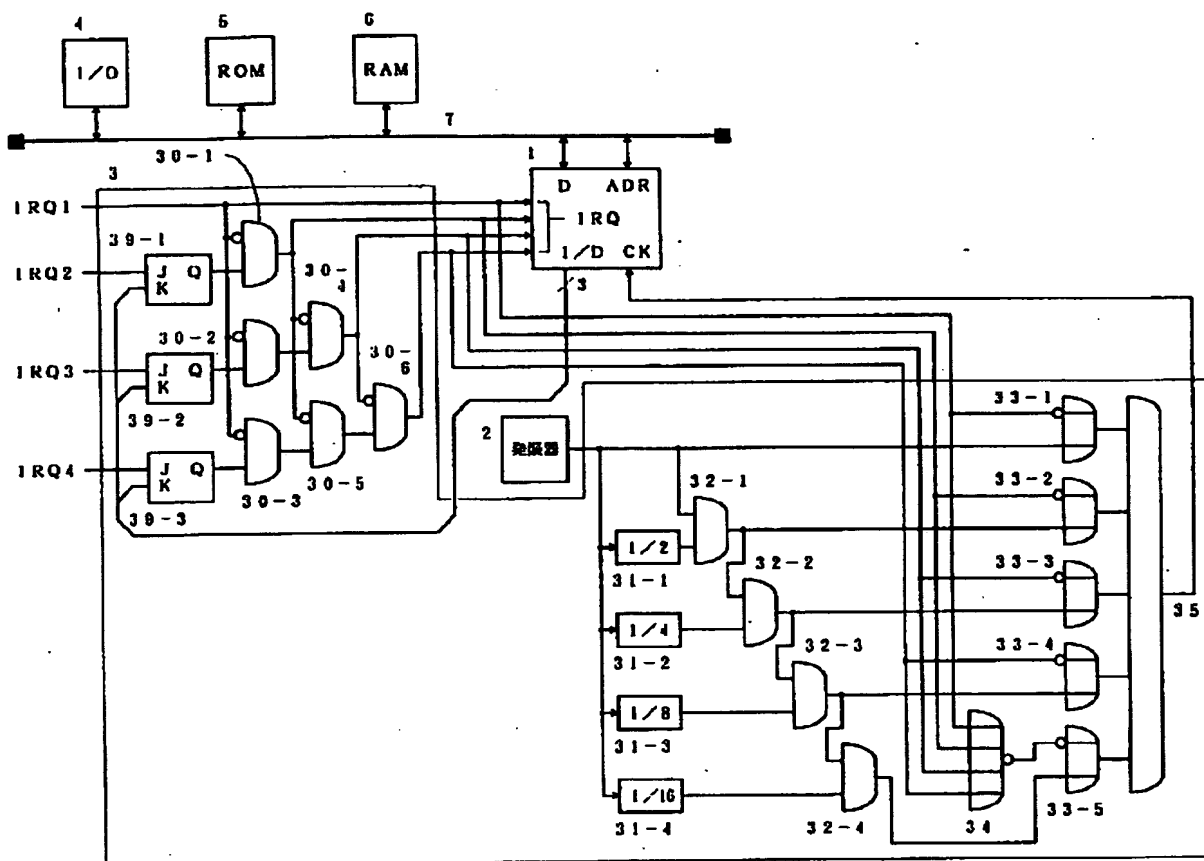 4
5
6
I/O
ROM
RAM
7
30-1
1
3
D ADR
IRQ1
IRQ
39-1
I/D CK
IRQ2
J Q
K
30-4
3
30-2
30-6
IRQ3
J Q
K
39-2
33-1
2
発振器
IRQ4
J Q
K
39-3
30-3
30-5
32-1
33-2
1/2
31-1
32-2
33-3
35
1/4
31-2
32-3
33-4
1/8
31-3
1/16
31-4
32-4
34
33-5